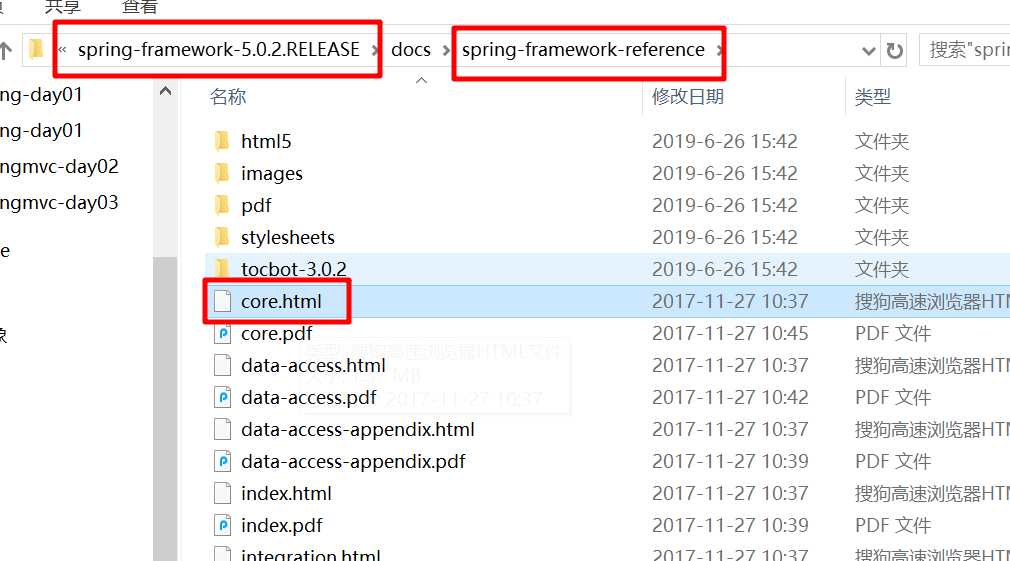 共享 查看
« spring-framework-5.0.2.RELEASE › docs › spring-framework-reference › 搜索"sprin
ng-day01
名称 修改日期 类型
ng-day01
html5 2019-6-26 15:42 文件夹
ngmvc-day02
images 2019-6-26 15:42 文件夹
ngmvc-day03
pdf 2019-6-26 15:42 文件夹
stylesheets 2019-6-26 15:42 文件夹
e
tocbot-3.0.2 2019-6-26 15:42 文件夹
core.html 2017-11-27 10:37 搜狗高速浏览器HTM
象
core.pdf 2017-11-27 10:45 PDF 文件
类型: 搜狗高速浏览器HTML文件
data-access.html 2017-11-27 10:37 搜狗高速浏览器HTM
MB
data-access.pdf 2017-11-27 10:42 PDF 文件
2017-11-27 10:37
data-access-appendix.html 2017-11-27 10:37 搜狗高速浏览器HTM
data-access-appendix.pdf 2017-11-27 10:39 PDF 文件
index.html 2017-11-27 10:37 搜狗高速浏览器HTM
index.pdf 2017-11-27 10:39 PDF 文件
integration.html 2017-11-27 10:37 搜狗高速浏览器HTM